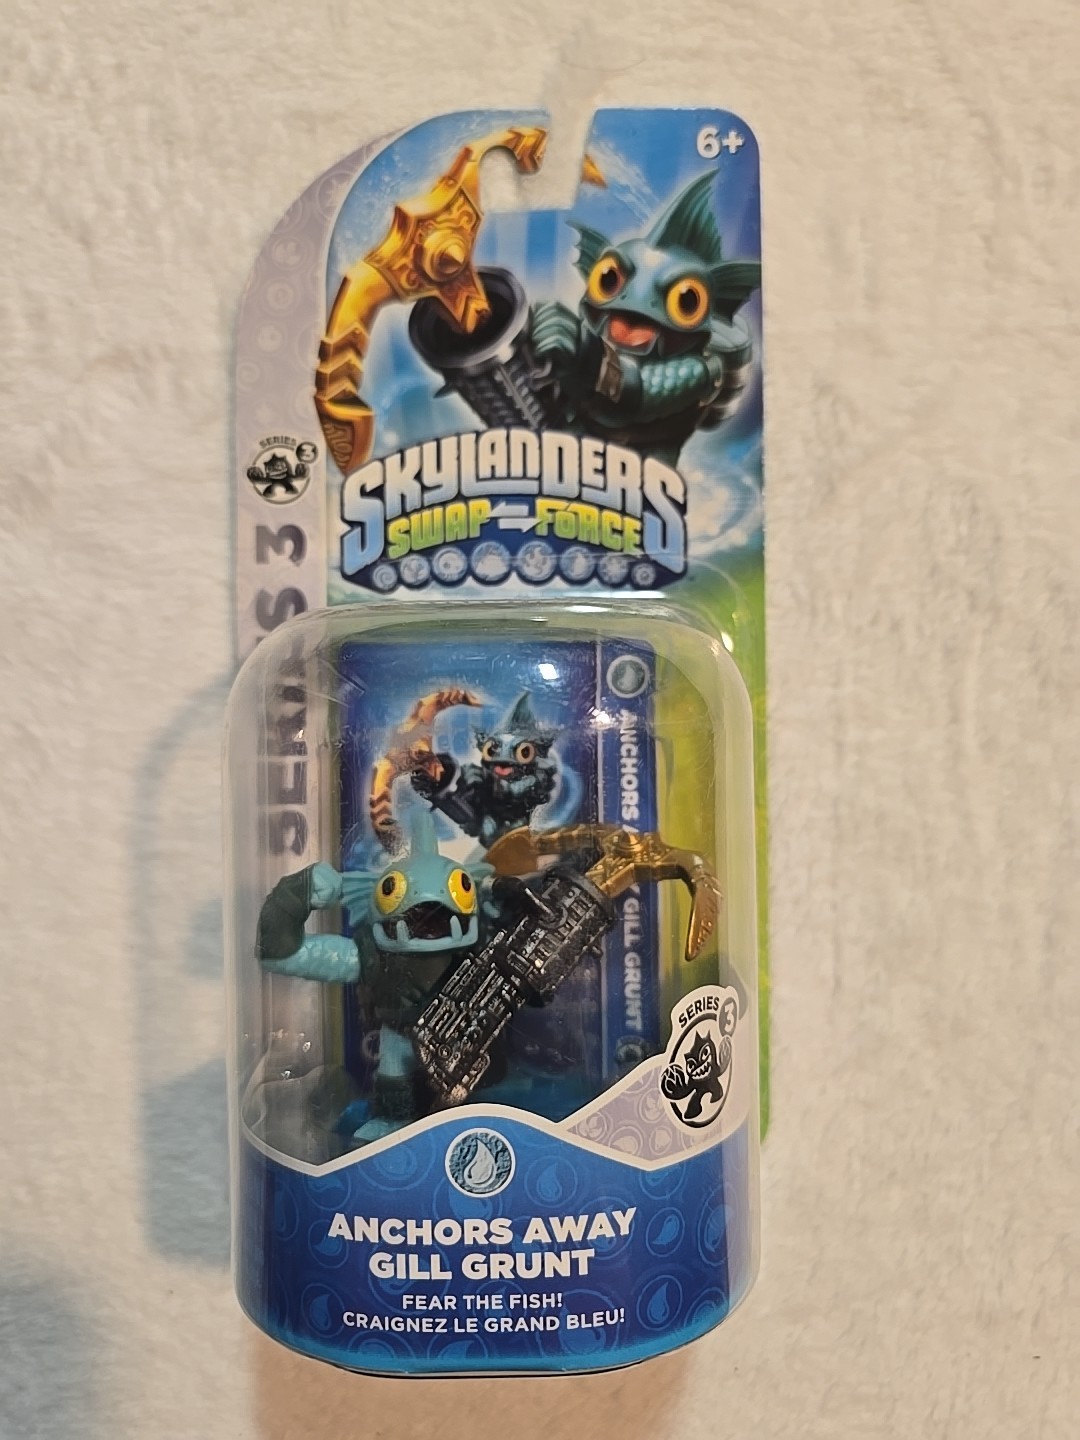 6+
SERIES 3
SKYLANDERS
SWAP FORCE
SERIES 3
ANCHORS AWAY GILL GRUNT
SERIES 3
ANCHORS AWAY
GILL GRUNT
FEAR THE FISH!
CRAIGNEZ LE GRAND BLEU!